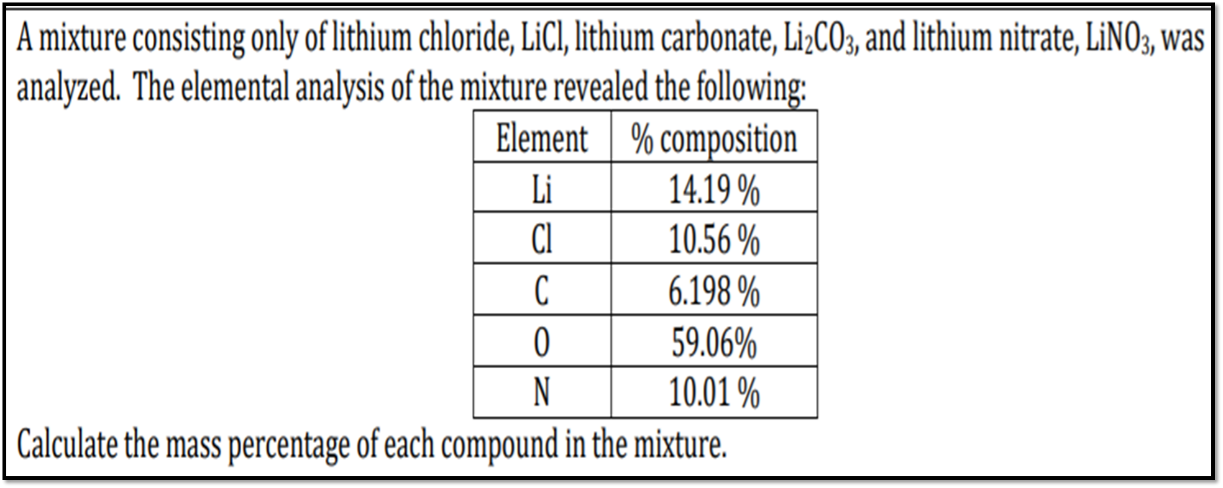 A mixture consisting only of lithium chloride, LiCl, lithium carbonate, Li₂CO₃, and lithium nitrate, LiNO₃, was
analyzed. The elemental analysis of the mixture revealed the following:
Element % composition
Li 14.19 %
Cl 10.56 %
C 6.198 %
O 59.06%
N 10.01 %
Calculate the mass percentage of each compound in the mixture.